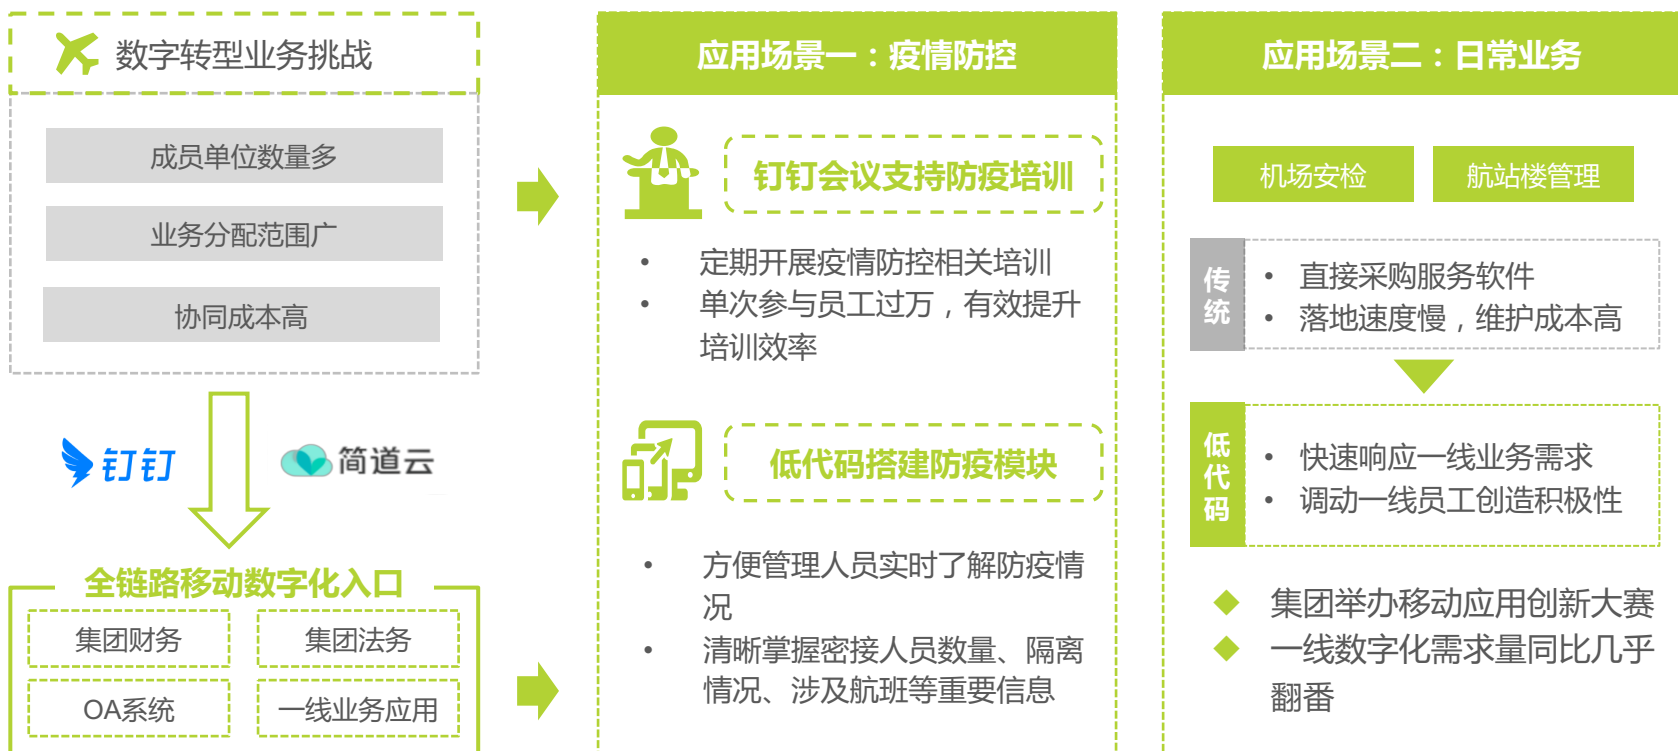 数字转型业务挑战
成员单位数量多
业务分配范围广
协同成本高
钉钉
简道云
全链路移动数字化入口
集团财务
集团法务
OA系统
一线业务应用
应用场景一：疫情防控
钉钉会议支持防疫培训
• 定期开展疫情防控相关培训
• 单次参与员工过万，有效提升
培训效率
低代码搭建防疫模块
• 方便管理人员实时了解防疫情
况
• 清晰掌握密接人员数量、隔离
情况、涉及航班等重要信息
应用场景二：日常业务
机场安检
航站楼管理
传统
• 直接采购服务软件
• 落地速度慢，维护成本高
低代码
• 快速响应一线业务需求
• 调动一线员工创造积极性
◆ 集团举办移动应用创新大赛
◆ 一线数字化需求量同比几乎
翻番